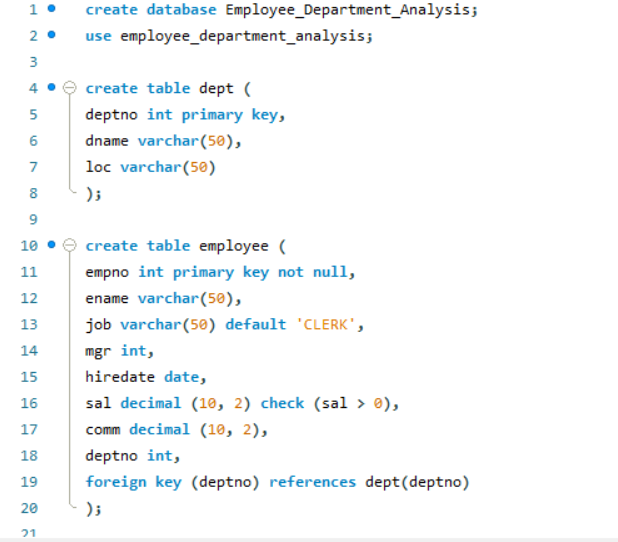 1 create database Employee_Department_Analysis;
2 use employee_department_analysis;
3
4 create table dept (
5 deptno int primary key,
6 dname varchar(50),
7 loc varchar(50)
8 );
9
10 create table employee (
11 empno int primary key not null,
12 ename varchar(50),
13 job varchar(50) default 'CLERK',
14 mgr int,
15 hiredate date,
16 sal decimal (10, 2) check (sal > 0),
17 comm decimal (10, 2),
18 deptno int,
19 foreign key (deptno) references dept(deptno)
20 );
21